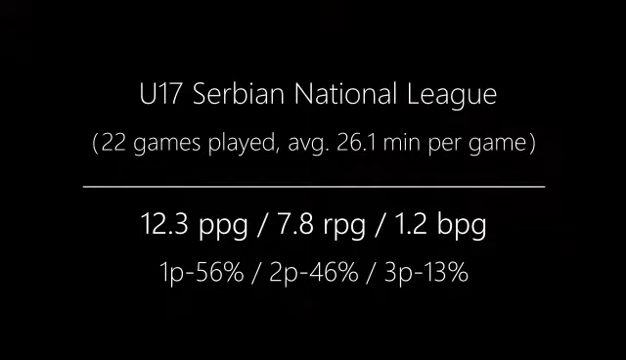 U17 Serbian National League
(22 games played, avg. 26.1 min per game)
12.3 ppg / 7.8 rpg / 1.2 bpg
1p-56% / 2p-46% / 3p-13%